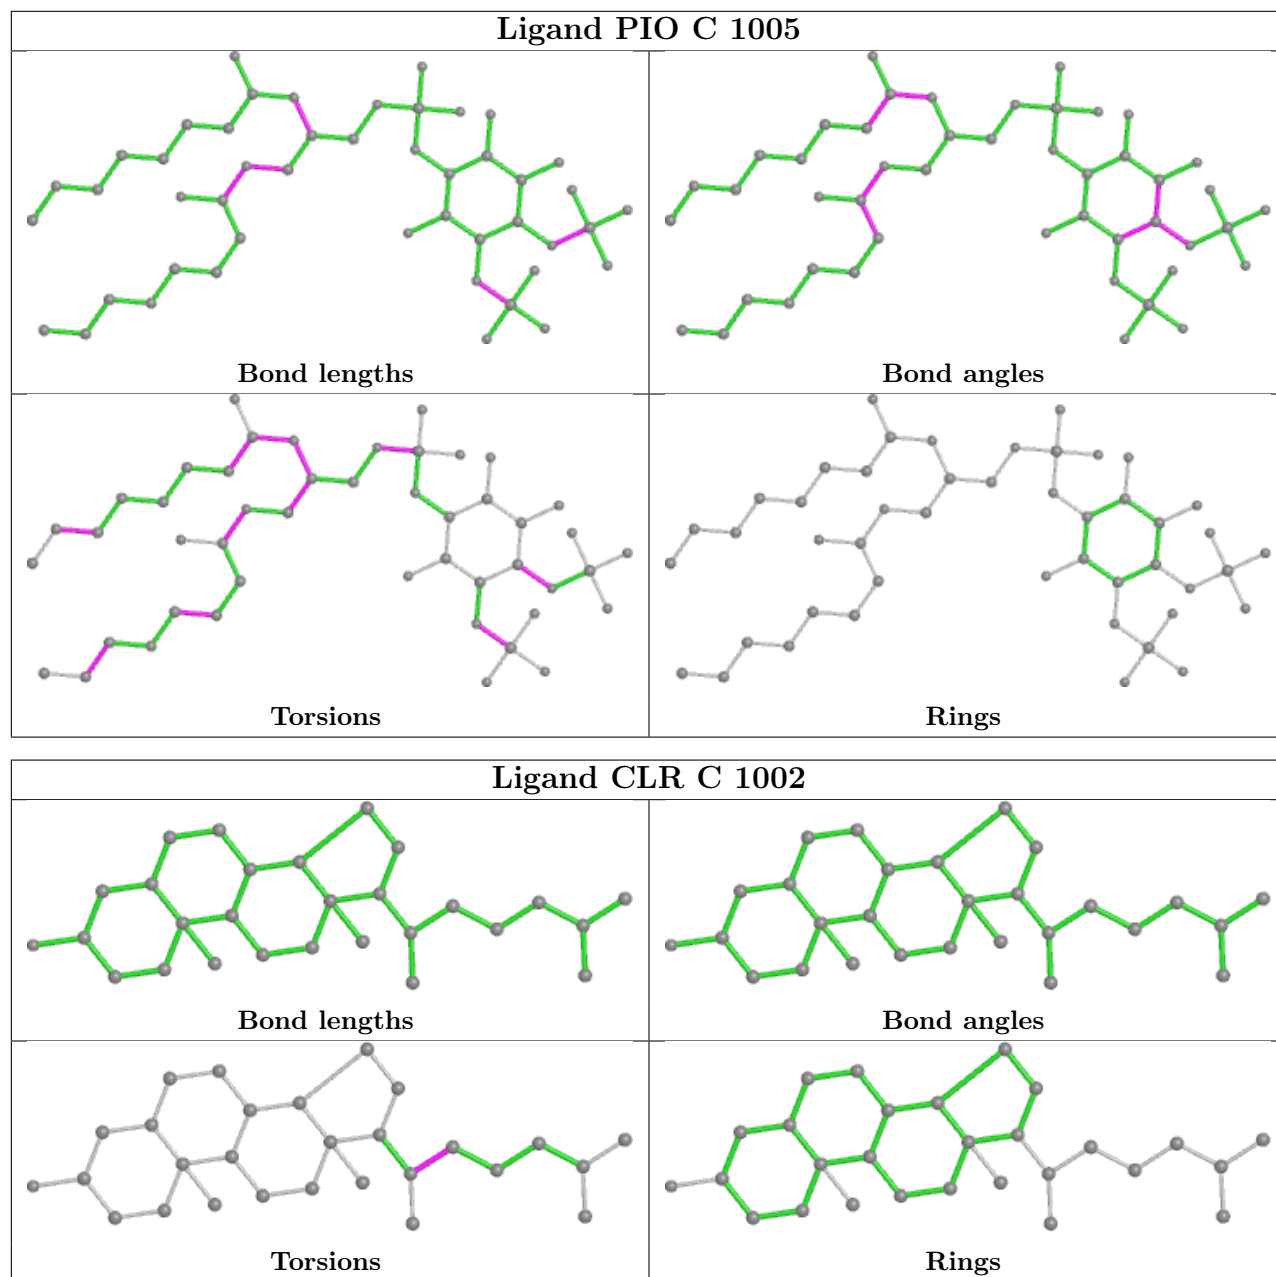 Ligand PIO C 1005
Bond lengths
Bond angles
Torsions
Rings
Ligand CLR C 1002
Bond lengths
Bond angles
Torsions
Rings